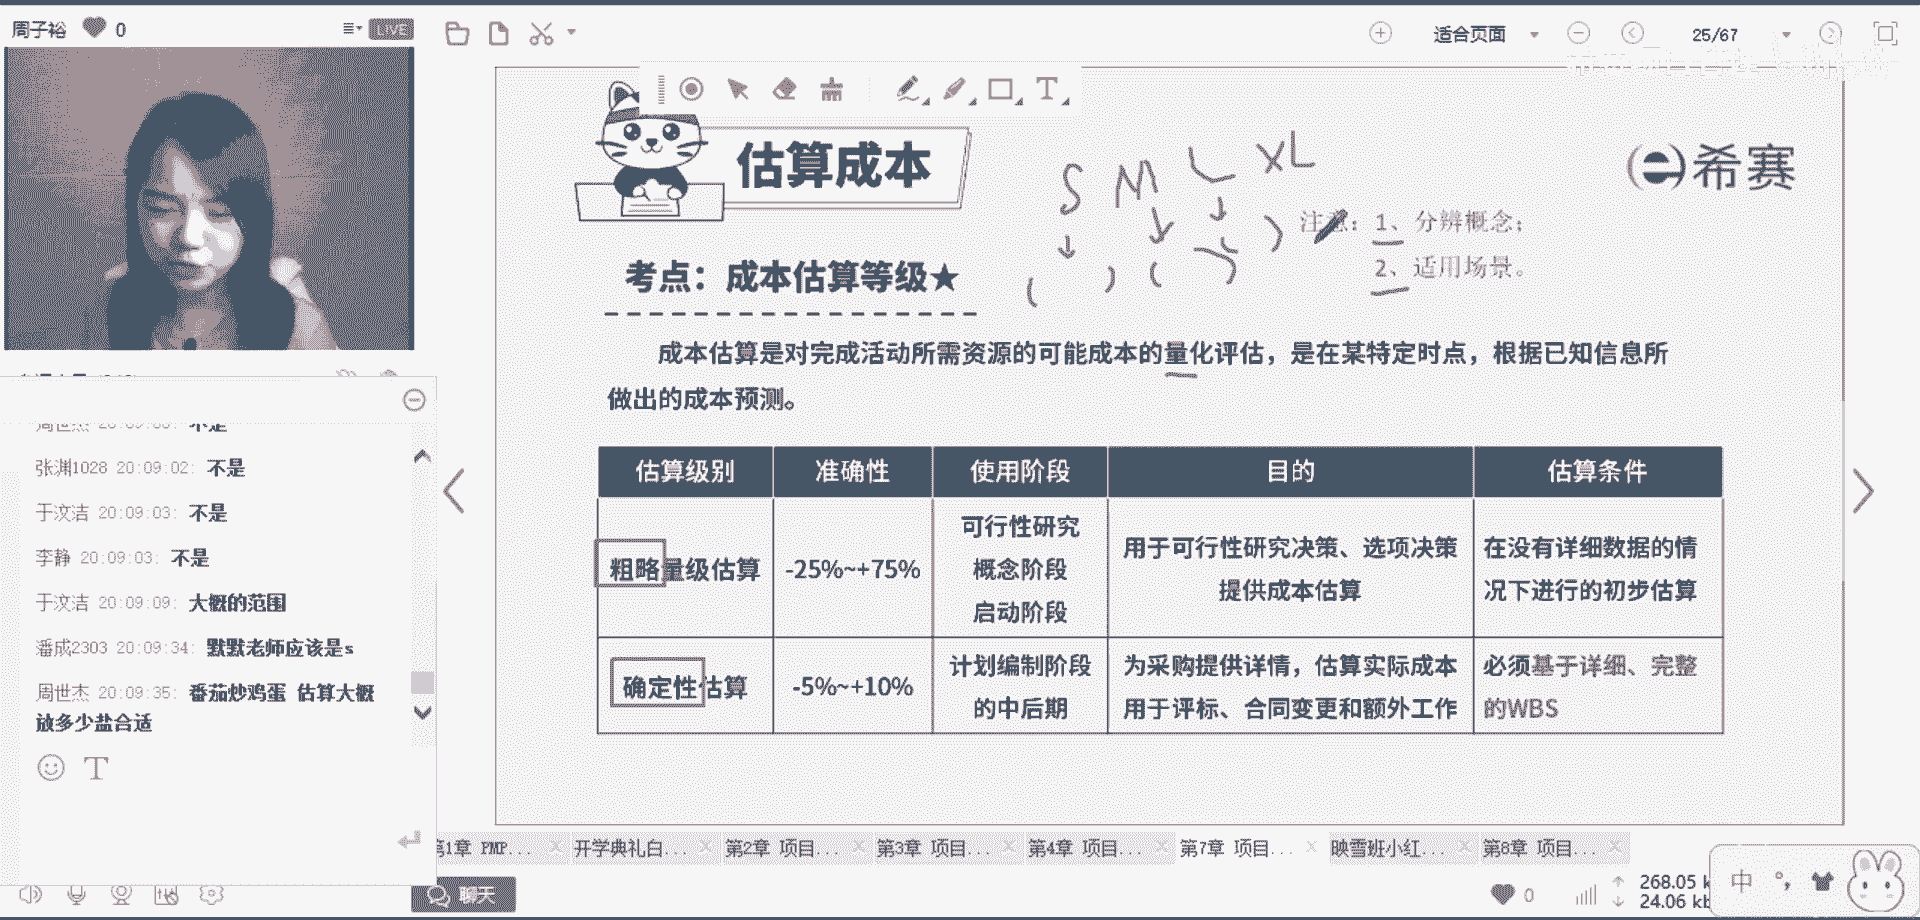 周子裕 0
LIVE
适合页面
25/67
估算成本
S M L XL
希赛
注意：1、分辨概念；
2、适用场景。
考点：成本估算等级★
成本估算是对完成活动所需资源的可能成本的量化评估，是在某特定时点，根据已知信息所
做出的成本预测。
估算级别 准确性 使用阶段 目的 估算条件
粗略量级估算 -25%~+75% 可行性研究 概念阶段 启动阶段 用于可行性研究决策、选项决策 提供成本估算 在没有详细数据的情 况下进行的初步估算
确定性估算 -5%~+10% 计划编制阶段 的中后期 为采购提供详情，估算实际成本 用于评标、合同变更和额外工作 必须基于详细、完整 的WBS
不是
张渊1028 20:09:02: 不是
于汶洁 20:09:03: 不是
李静 20:09:03: 不是
于汶洁 20:09:09: 大概的范围
潘成2303 20:09:34: 默默老师应该是s
周世杰 20:09:35: 番茄炒鸡蛋 估算大概
放多少盐合适
T
聊天
第1章 PMP... 开学典礼白... 第2章 项目... 第3章 项目... 第4章 项目... 第7章 项目... 映雪班小红... 第8章 项目...
0
268.05 k
24.06 kb
中